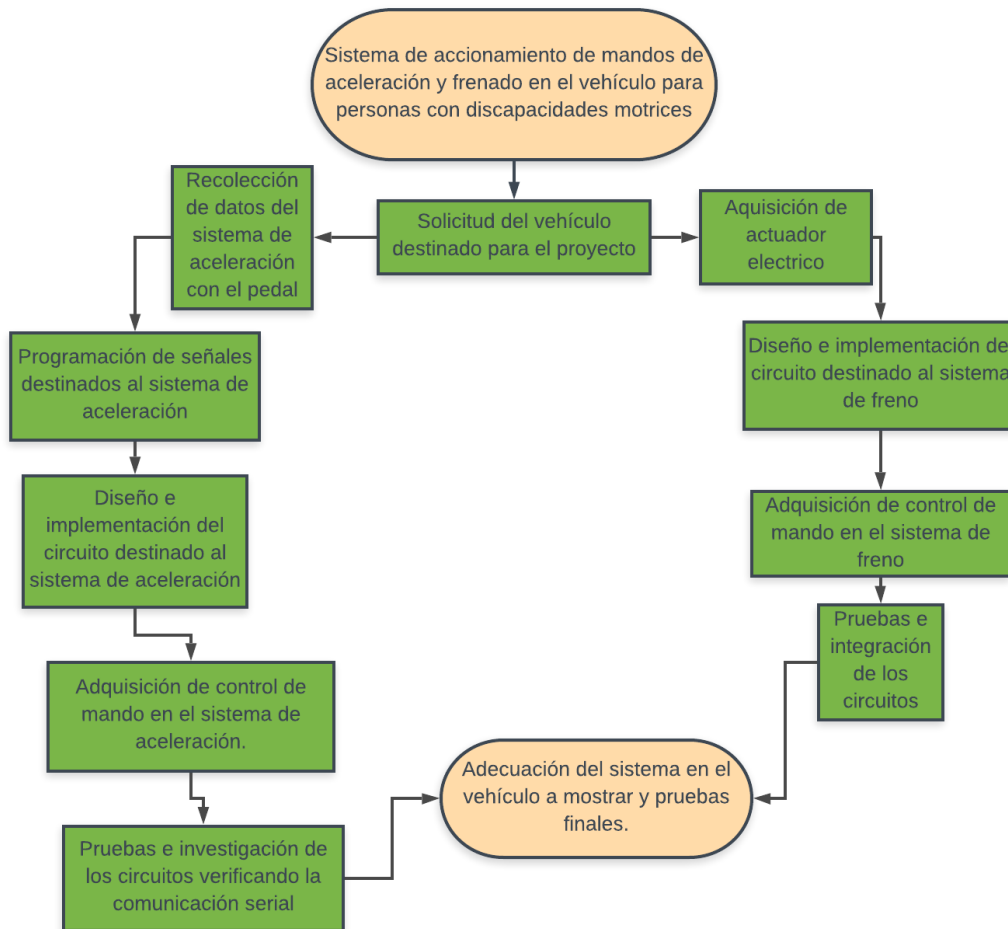 Sistema de accionamiento de mandos de
aceleración y frenado en el vehículo para
personas con discapacidades motrices
Solicitud del vehículo
destinado para el proyecto
Recolección
de datos del
sistema de
aceleración
con el pedal
Programación de señales
destinados al sistema de
aceleración
Diseño e
implementación del
circuito destinado al
sistema de aceleración
Adquisición de control de
mando en el sistema de
aceleración.
Pruebas e investigación de
los circuitos verificando la
comunicación serial
Aquisición de
actuador
electrico
Diseño e implementación del
circuito destinado al sistema
de freno
Adquisición de control de
mando en el sistema de
freno
Pruebas e
integración
de los
circuitos
Adecuación del sistema en el
vehículo a mostrar y pruebas
finales.